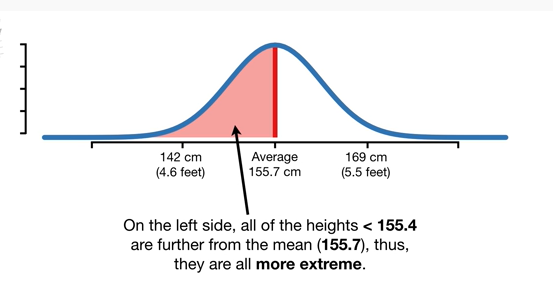 142 cm
(4.6 feet)
Average
155.7 cm
169 cm
(5.5 feet)
On the left side, all of the heights < 155.4
are further from the mean (155.7), thus,
they are all more extreme.